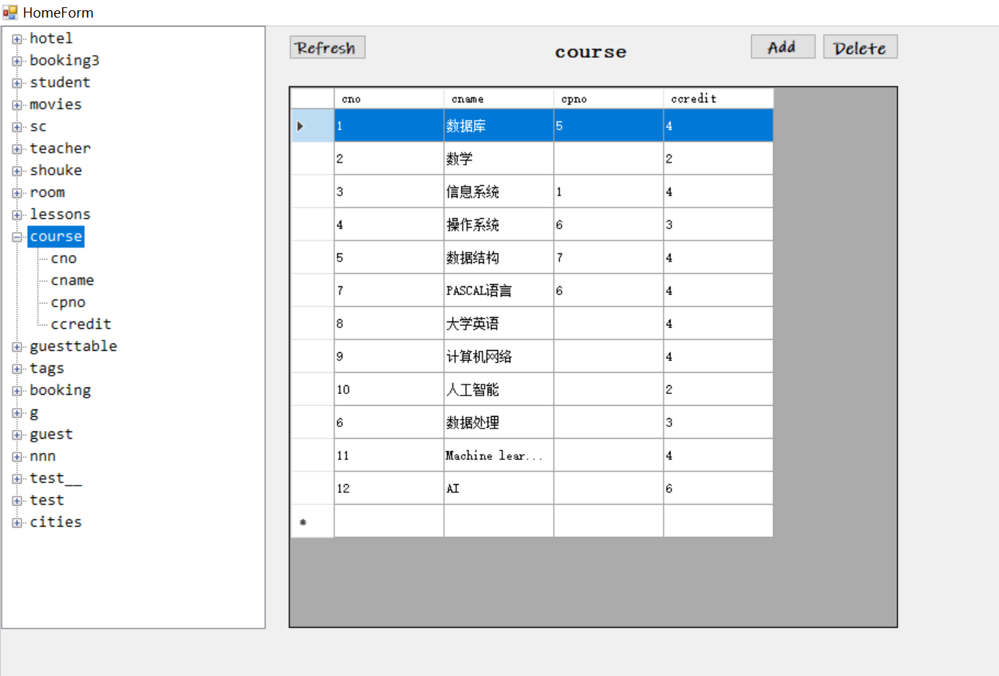 HomeForm
hotel
booking3
student
movies
sc
teacher
shouke
room
lessons
course
cno
cname
cpno
ccredit
guesttable
tags
booking
g
guest
nnn
test__
test
cities
Refresh
course
Add
Delete
cno cname cpno ccredit
1 数据库 5 4
2 数学 2
3 信息系统 1 4
4 操作系统 6 3
5 数据结构 7 4
7 PASCAL语言 6 4
8 大学英语 4
9 计算机网络 4
10 人工智能 2
6 数据处理 3
11 Machine lear... 4
12 AI 6